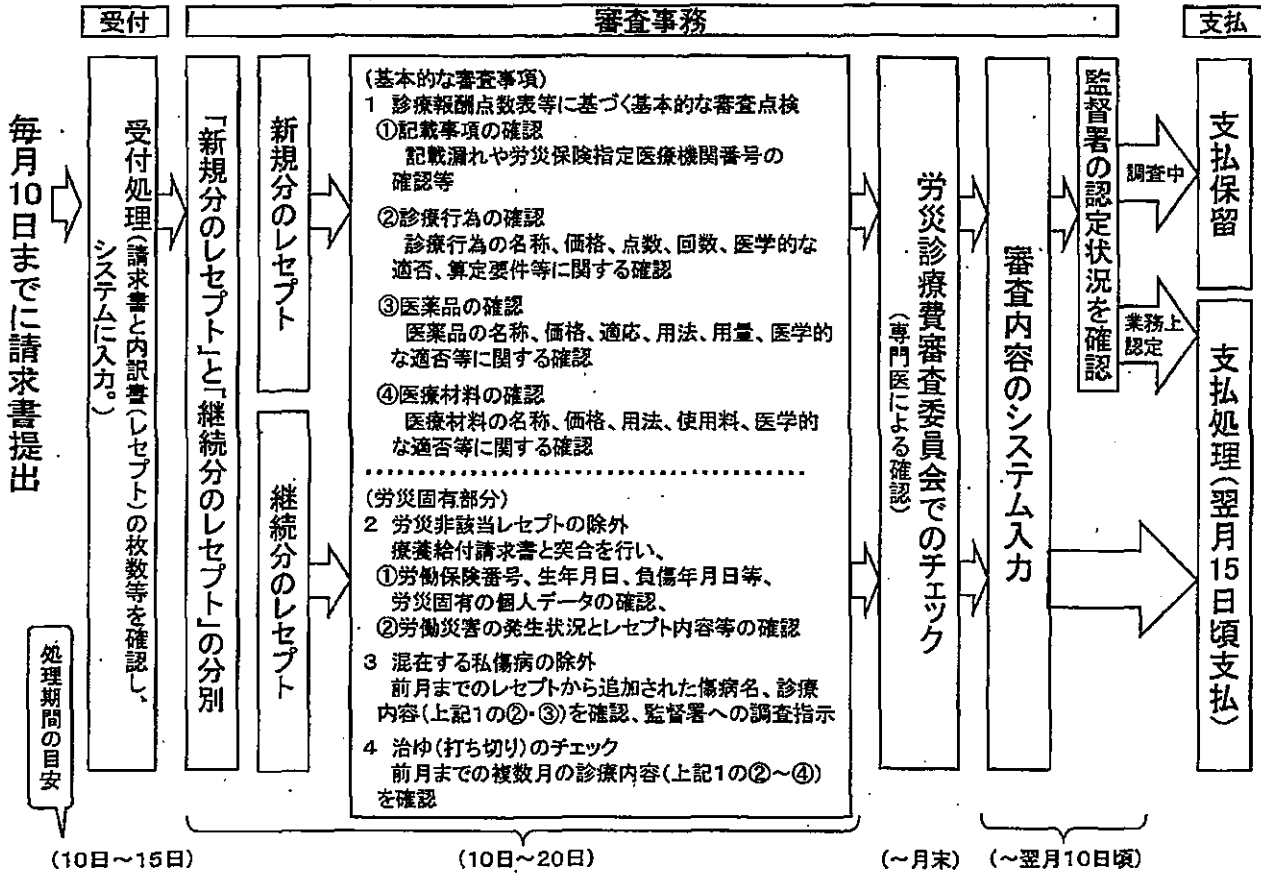 受付
審査事務
支払
毎月10日までに請求書提出
受付処理(請求書と内訳書(レセプト)の枚数等を確認し、
システムに入力。)
「新規分のレセプト」と「継続分のレセプト」の分別
新規分のレセプト
継続分のレセプト
(基本的な審査事項)
1 診療報酬点数表等に基づく基本的な審査点検
①記載事項の確認
記載漏れや労災保険指定医療機関番号の
確認等
②診療行為の確認
診療行為の名称、価格、点数、回数、医学的な
適否、算定要件等に関する確認
③医薬品の確認
医薬品の名称、価格、適応、用法、用量、医学的
な適否等に関する確認
④医療材料の確認
医療材料の名称、価格、用法、使用料、医学的
な適否等に関する確認
(労災固有部分)
2 労災非該当レセプトの除外
療養給付請求書と突合を行い、
①労働保険番号、生年月日、負傷年月日等、
労災固有の個人データの確認、
②労働災害の発生状況とレセプト内容等の確認
3 混在する私傷病の除外
前月までのレセプトから追加された傷病名、診療
内容(上記1の②・③)を確認、監督署への調査指示
4 治ゆ(打ち切り)のチェック
前月までの複数月の診療内容(上記1の②～④)
を確認
労災診療費審査委員会でのチェック
(専門医による確認)
審査内容のシステム入力
監督署の認定状況を確認
調査中
業務上
認定
支払保留
支払処理(翌月15日頃支払)
処理期間の目安
(10日～15日)
(10日～20日)
(～月末)
(～翌月10日頃)